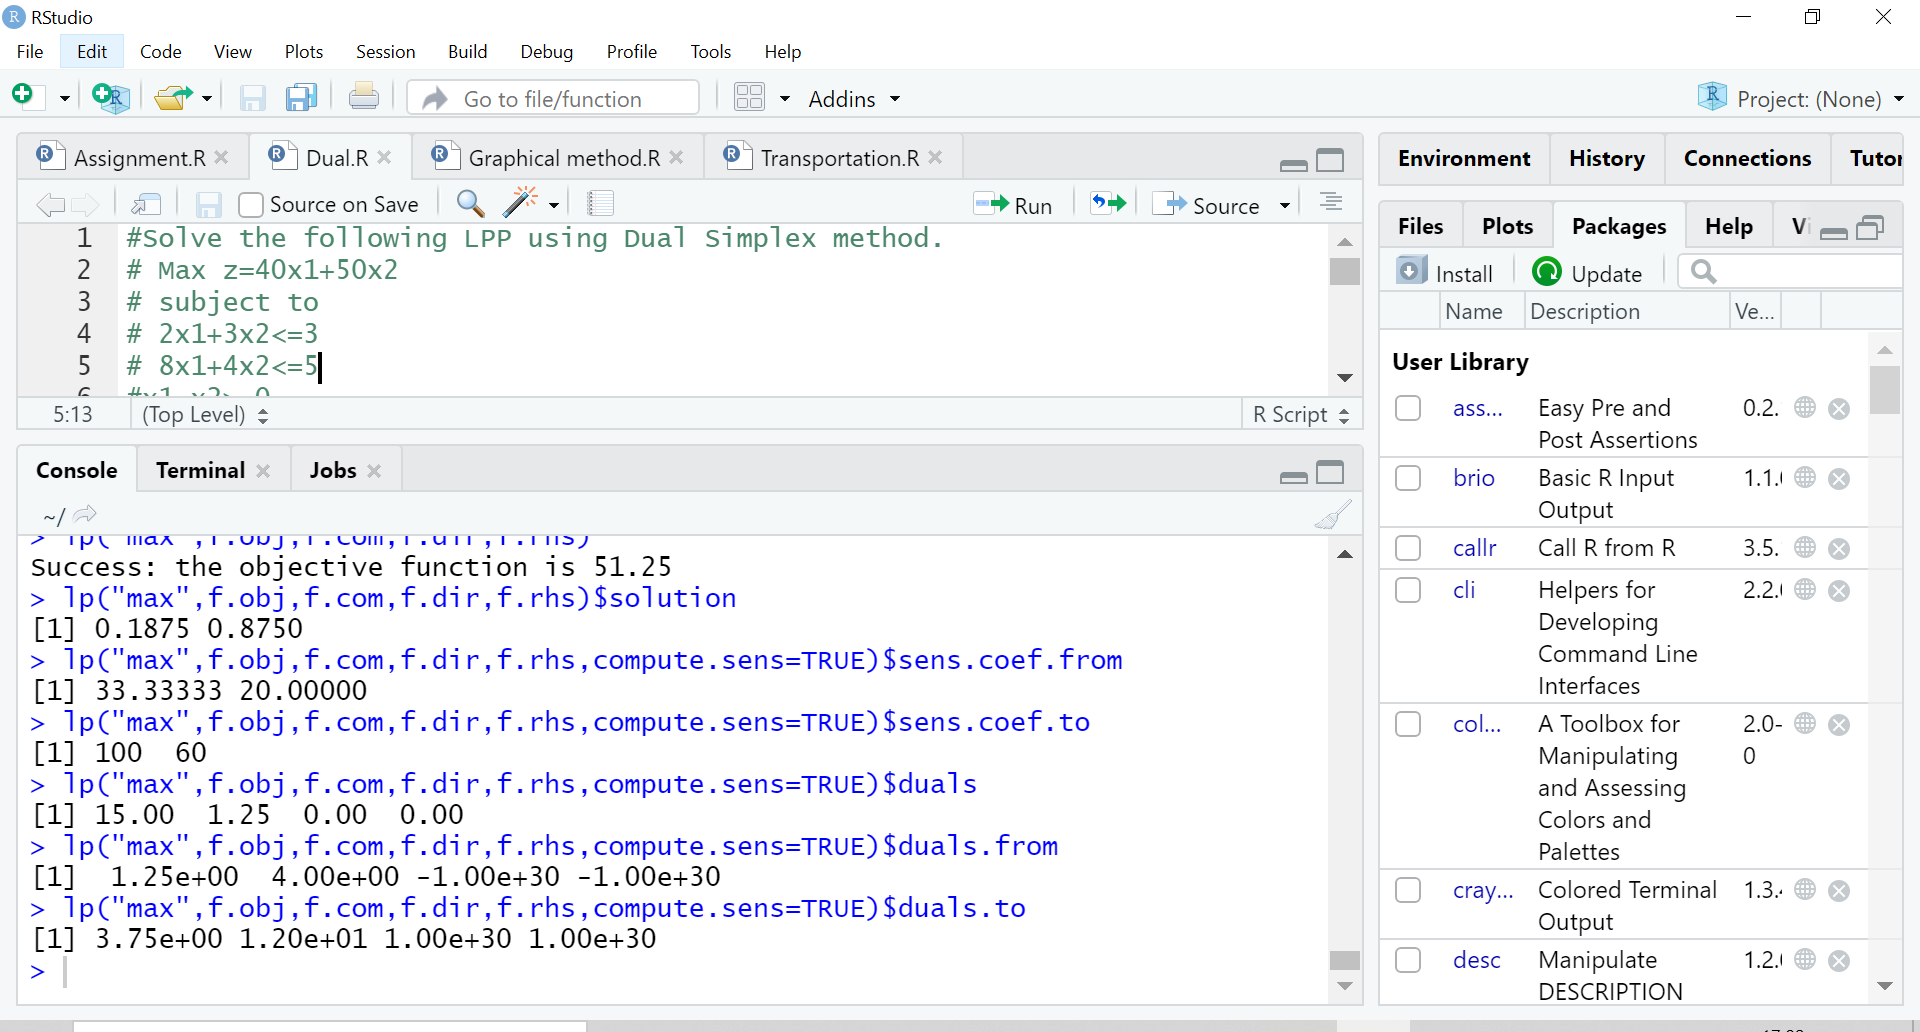 RStudio
File Edit Code View Plots Session Build Debug Profile Tools Help
Go to file/function Addins Project: (None)
Assignment.R Dual.R Graphical method.R Transportation.R
Source on Save Run Source
1 #Solve the following LPP using Dual Simplex method.
2 # Max z=40x1+50x2
3 # subject to
4 # 2x1+3x2<=3
5 # 8x1+4x2<=5
5:13 (Top Level) R Script
Console Terminal Jobs
~/
> lp("max",f.obj,f.com,f.dir,f.rhs)
Success: the objective function is 51.25
> lp("max",f.obj,f.com,f.dir,f.rhs)$solution
[1] 0.1875 0.8750
> lp("max",f.obj,f.com,f.dir,f.rhs,compute.sens=TRUE)$sens.coef.from
[1] 33.33333 20.00000
> lp("max",f.obj,f.com,f.dir,f.rhs,compute.sens=TRUE)$sens.coef.to
[1] 100  60
> lp("max",f.obj,f.com,f.dir,f.rhs,compute.sens=TRUE)$duals
[1] 15.00  1.25  0.00  0.00
> lp("max",f.obj,f.com,f.dir,f.rhs,compute.sens=TRUE)$duals.from
[1]  1.25e+00  4.00e+00 -1.00e+30 -1.00e+30
> lp("max",f.obj,f.com,f.dir,f.rhs,compute.sens=TRUE)$duals.to
[1] 3.75e+00 1.20e+01 1.00e+30 1.00e+30
>
Environment History Connections Tutor
Files Plots Packages Help Vi
Install Update
Name Description Ve...
User Library
ass... Easy Pre and 0.2.
Post Assertions
brio Basic R Input 1.1.
Output
callr Call R from R 3.5.
cli Helpers for 2.2.
Developing
Command Line
Interfaces
col... A Toolbox for 2.0-
Manipulating 0
and Assessing
Colors and
Palettes
cray... Colored Terminal 1.3.
Output
desc Manipulate 1.2.
DESCRIPTION